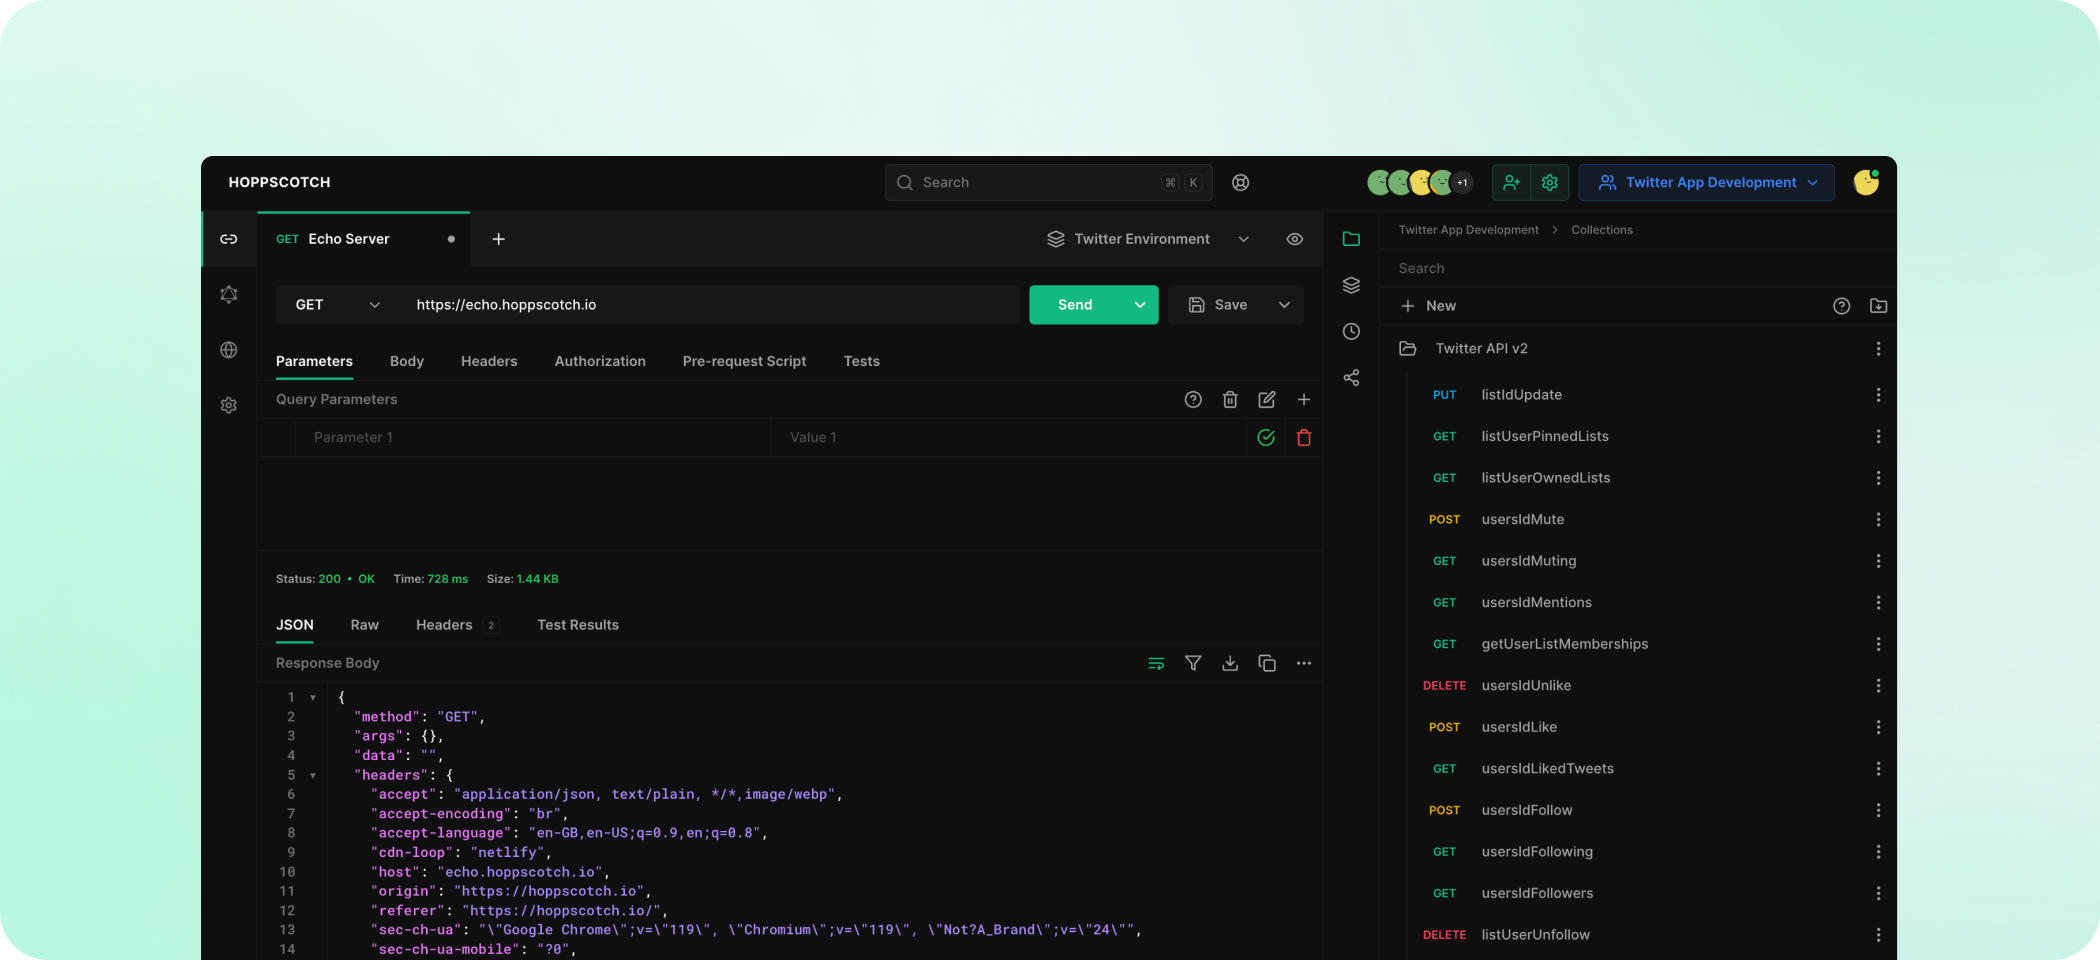 HOPPSCOTCH
Search ⌘ K
+1
Twitter App Development
GET Echo Server
Twitter Environment
GET https://echo.hoppscotch.io
Send
Save
Parameters Body Headers Authorization Pre-request Script Tests
Query Parameters
Parameter 1 Value 1
Status: 200 • OK Time: 728 ms Size: 1.44 KB
JSON Raw Headers 2 Test Results
Response Body
1 {
2 "method": "GET",
3 "args": {},
4 "data": "",
5 "headers": {
6 "accept": "application/json, text/plain, */*,image/webp",
7 "accept-encoding": "br",
8 "accept-language": "en-GB,en-US;q=0.9,en;q=0.8",
9 "cdn-loop": "netlify",
10 "host": "echo.hoppscotch.io",
11 "origin": "https://hoppscotch.io",
12 "referer": "https://hoppscotch.io/",
13 "sec-ch-ua": "\"Google Chrome\";v=\"119\", \"Chromium\";v=\"119\", \"Not?A_Brand\";v=\"24\"",
14 "sec-ch-ua-mobile": "?0",
Twitter App Development > Collections
Search
+ New
Twitter API v2
PUT listIdUpdate
GET listUserPinnedLists
GET listUserOwnedLists
POST usersIdMute
GET usersIdMuting
GET usersIdMentions
GET getUserListMemberships
DELETE usersIdUnlike
POST usersIdLike
GET usersIdLikedTweets
POST usersIdFollow
GET usersIdFollowing
GET usersIdFollowers
DELETE listUserUnfollow